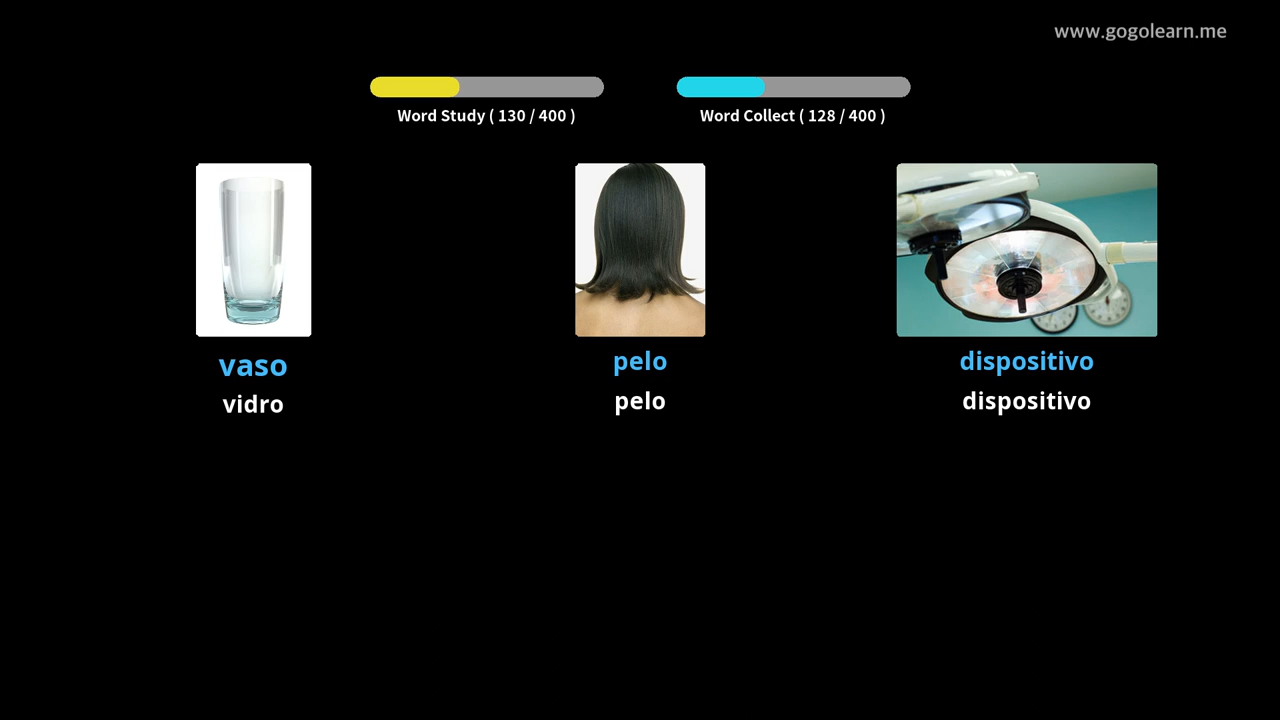 www.gogolearn.me
Word Study ( 130 / 400 )
Word Collect ( 128 / 400 )
vaso
vidro
pelo
pelo
dispositivo
dispositivo